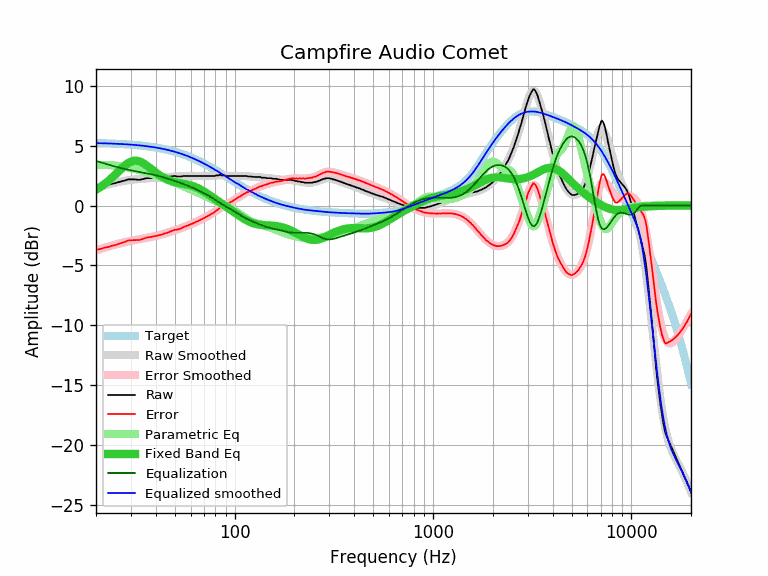 Campfire Audio Comet
Amplitude (dBr)
10
5
0
−5
−10
−15
−20
−25
Target
Raw Smoothed
Error Smoothed
Raw
Error
Parametric Eq
Fixed Band Eq
Equalization
Equalized smoothed
100
1000
10000
Frequency (Hz)